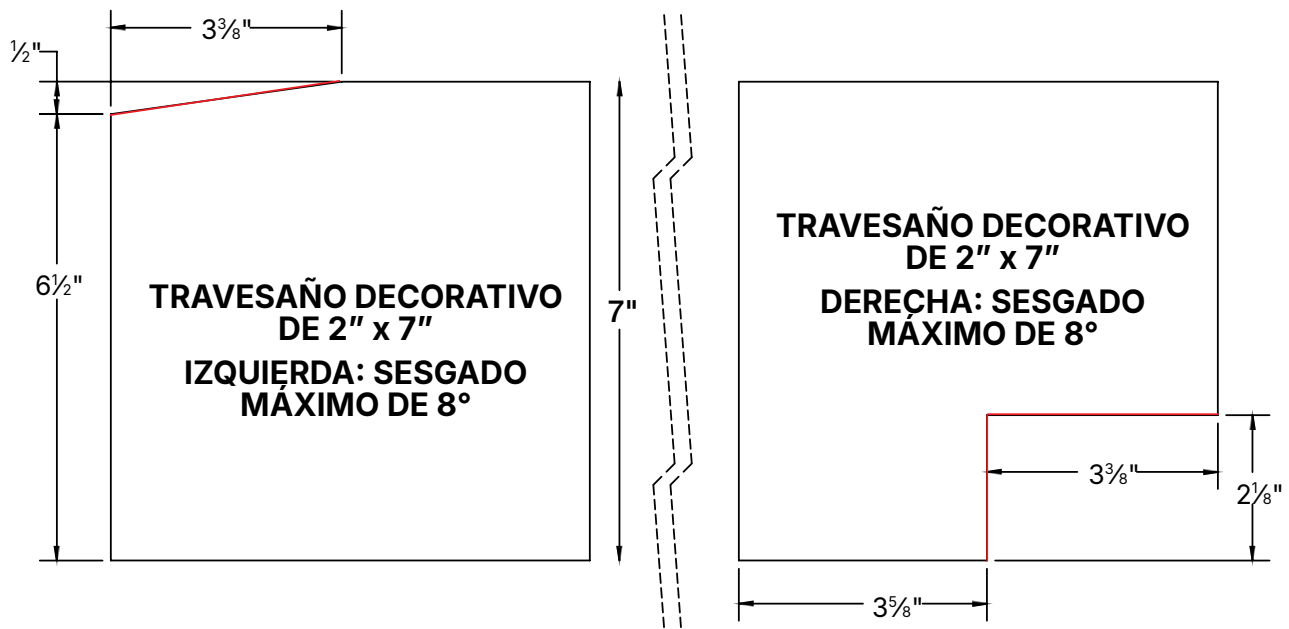 3⅜"
½"
6½"
TRAVESAÑO DECORATIVO
DE 2” x 7”
IZQUIERDA: SESGADO
MÁXIMO DE 8°
7"
TRAVESAÑO DECORATIVO
DE 2” x 7”
DERECHA: SESGADO
MÁXIMO DE 8°
3⅜"
2⅛"
3⅝"